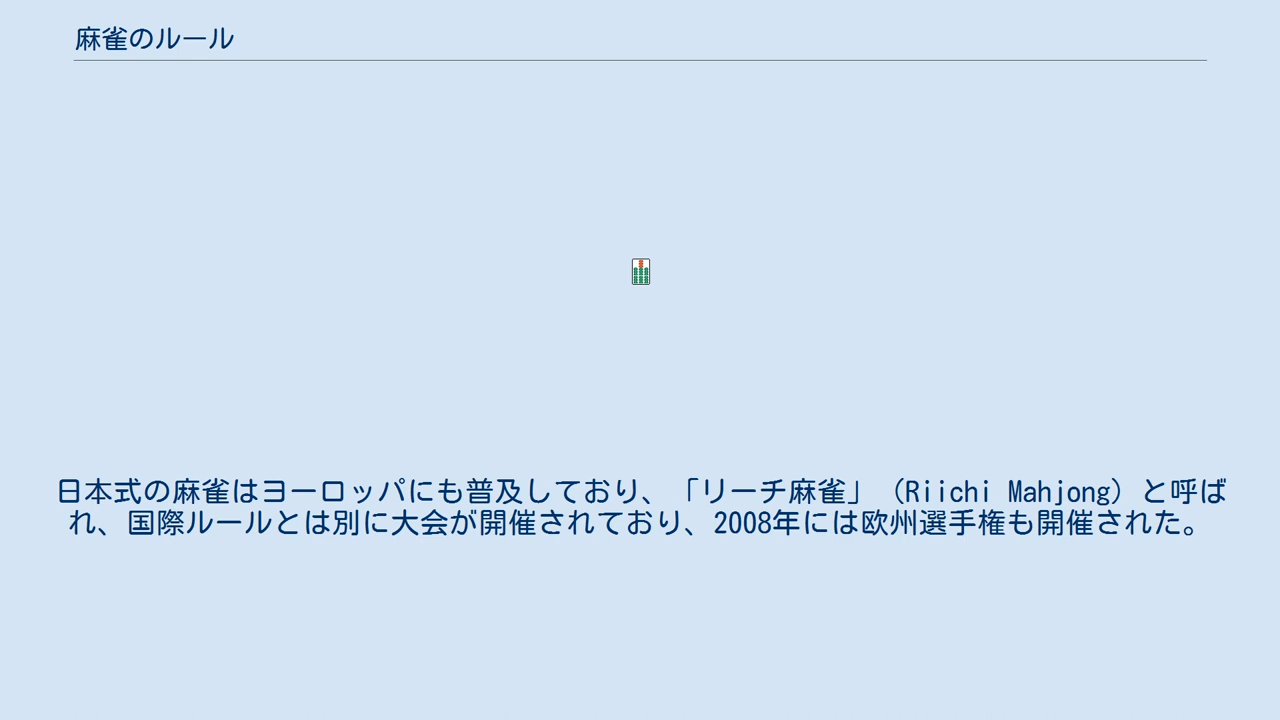 麻雀のルール
日本式の麻雀はヨーロッパにも普及しており、「リーチ麻雀」（Riichi Mahjong）と呼ば
れ、国際ルールとは別に大会が開催されており、2008年には欧州選手権も開催された。